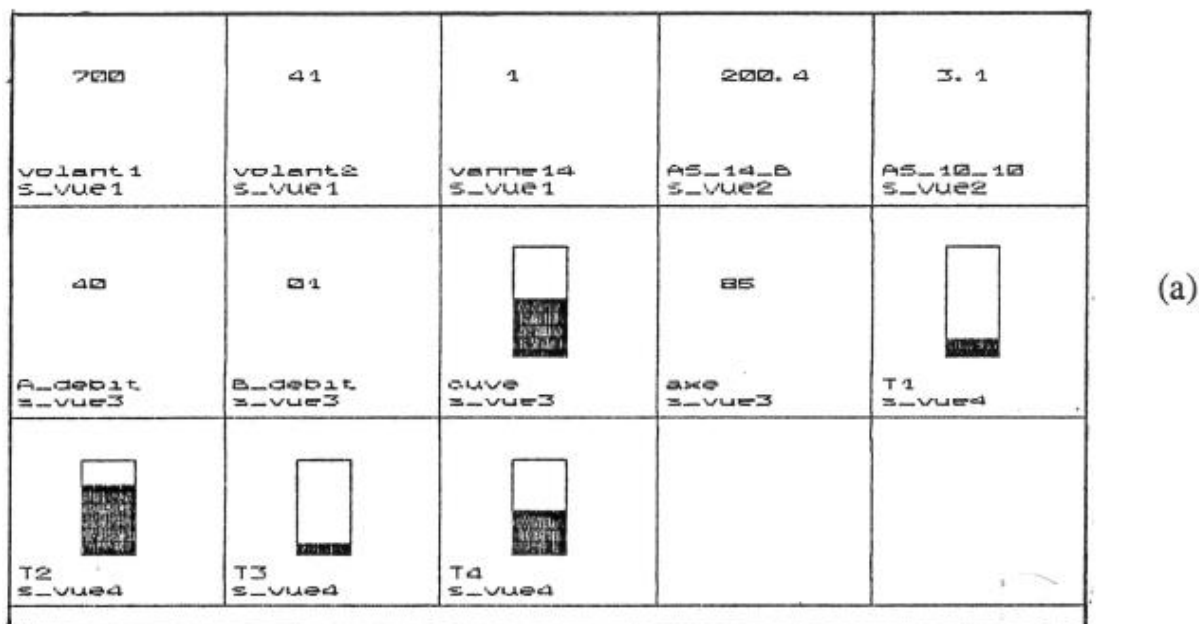 700
41
1
200.4
3.1
volant1
s_vue1
volant2
s_vue1
vanne14
s_vue1
AS_14_B
s_vue2
AS_10_10
s_vue2
40
01
85
(a)
A_debit
s_vue3
B_debit
s_vue3
cuve
s_vue3
axe
s_vue3
T1
s_vue4
T2
s_vue4
T3
s_vue4
T4
s_vue4